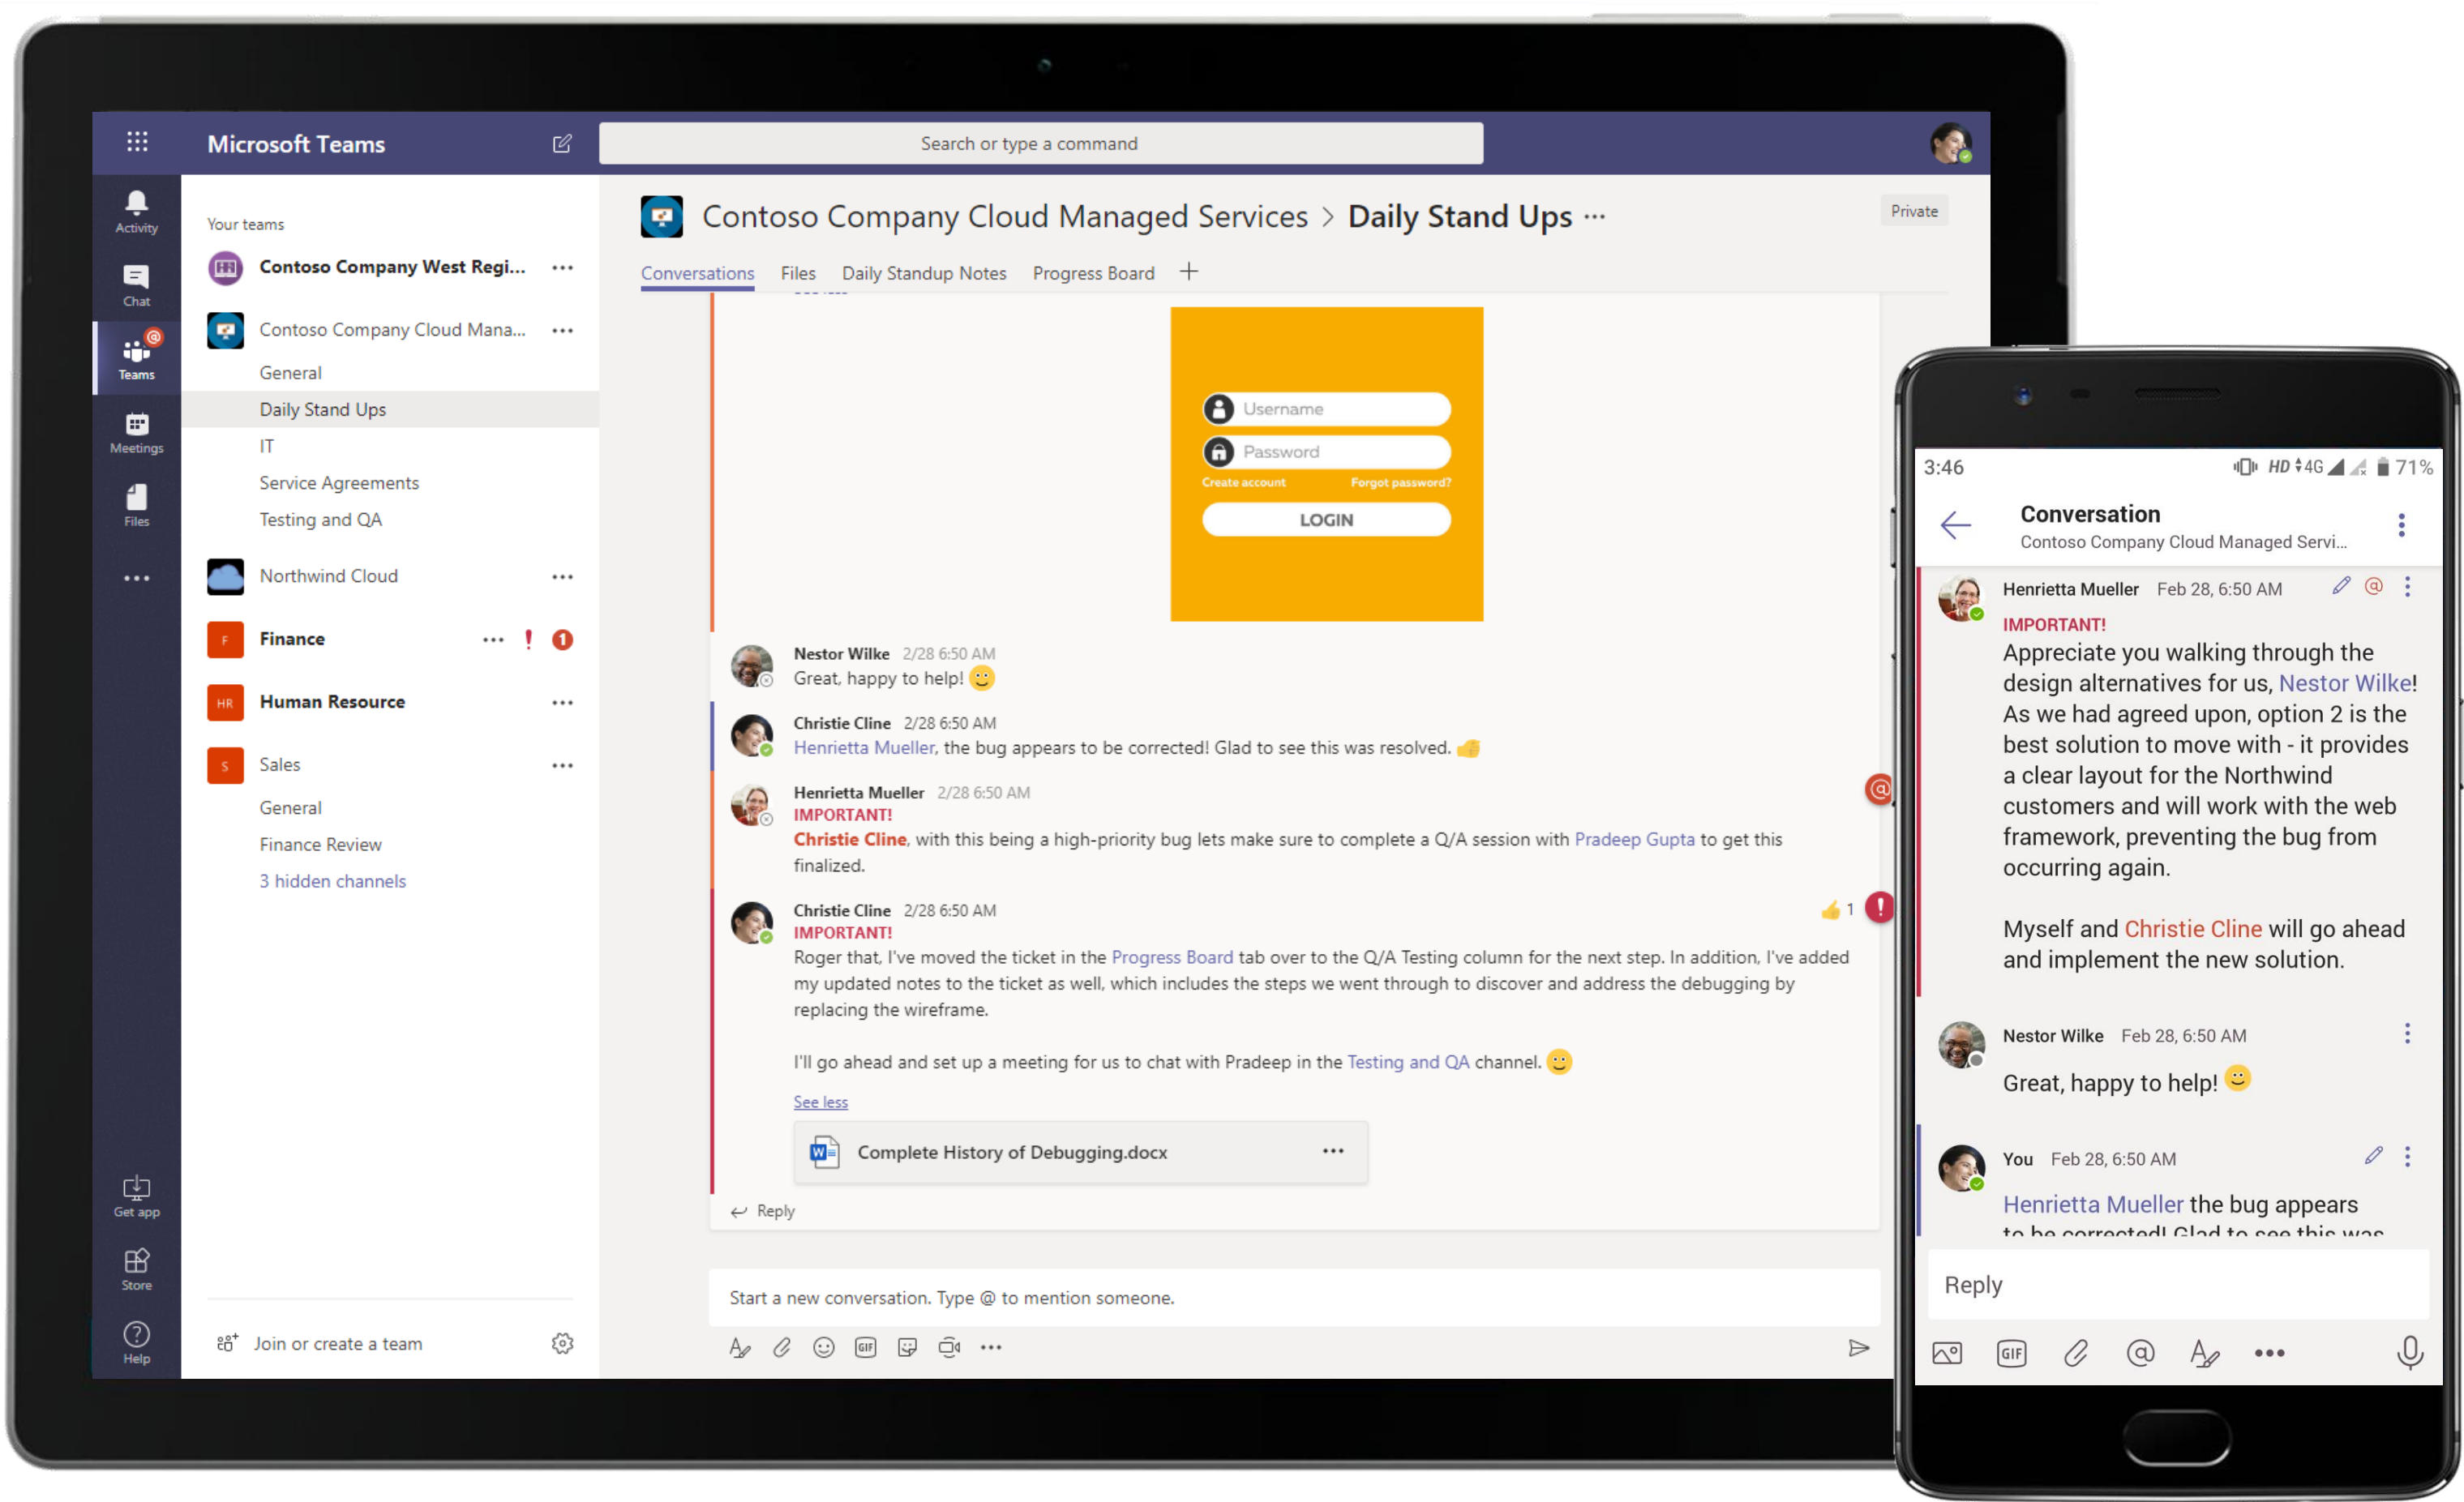 Microsoft Teams
Search or type a command
Activity
Chat
@
Teams
Meetings
Files
Get app
Store
Help
Your teams
Contoso Company West Regi...
Contoso Company Cloud Mana...
General
Daily Stand Ups
IT
Service Agreements
Testing and QA
Northwind Cloud
F
Finance
! 1
HR
Human Resource
S
Sales
General
Finance Review
3 hidden channels
Join or create a team
Contoso Company Cloud Managed Services > Daily Stand Ups ...
Private
Conversations Files Daily Standup Notes Progress Board +
Username
Password
Create account Forgot password?
LOGIN
Nestor Wilke 2/28 6:50 AM
Great, happy to help! 🙂
Christie Cline 2/28 6:50 AM
Henrietta Mueller, the bug appears to be corrected! Glad to see this was resolved. 👍
Henrietta Mueller 2/28 6:50 AM
@
IMPORTANT!
Christie Cline, with this being a high-priority bug lets make sure to complete a Q/A session with Pradeep Gupta to get this
finalized.
Christie Cline 2/28 6:50 AM
👍 1 !
IMPORTANT!
Roger that, I've moved the ticket in the Progress Board tab over to the Q/A Testing column for the next step. In addition, I've added
my updated notes to the ticket as well, which includes the steps we went through to discover and address the debugging by
replacing the wireframe.
I'll go ahead and set up a meeting for us to chat with Pradeep in the Testing and QA channel. 🙂
See less
W
Complete History of Debugging.docx ...
Reply
Start a new conversation. Type @ to mention someone.
GIF
3:46 HD 4G 71%
Conversation
Contoso Company Cloud Managed Servi...
Henrietta Mueller Feb 28, 6:50 AM @
IMPORTANT!
Appreciate you walking through the
design alternatives for us, Nestor Wilke!
As we had agreed upon, option 2 is the
best solution to move with - it provides
a clear layout for the Northwind
customers and will work with the web
framework, preventing the bug from
occurring again.
Myself and Christie Cline will go ahead
and implement the new solution.
Nestor Wilke Feb 28, 6:50 AM
Great, happy to help! 🙂
You Feb 28, 6:50 AM
Henrietta Mueller the bug appears
to be corrected! Glad to see this was
Reply
GIF @